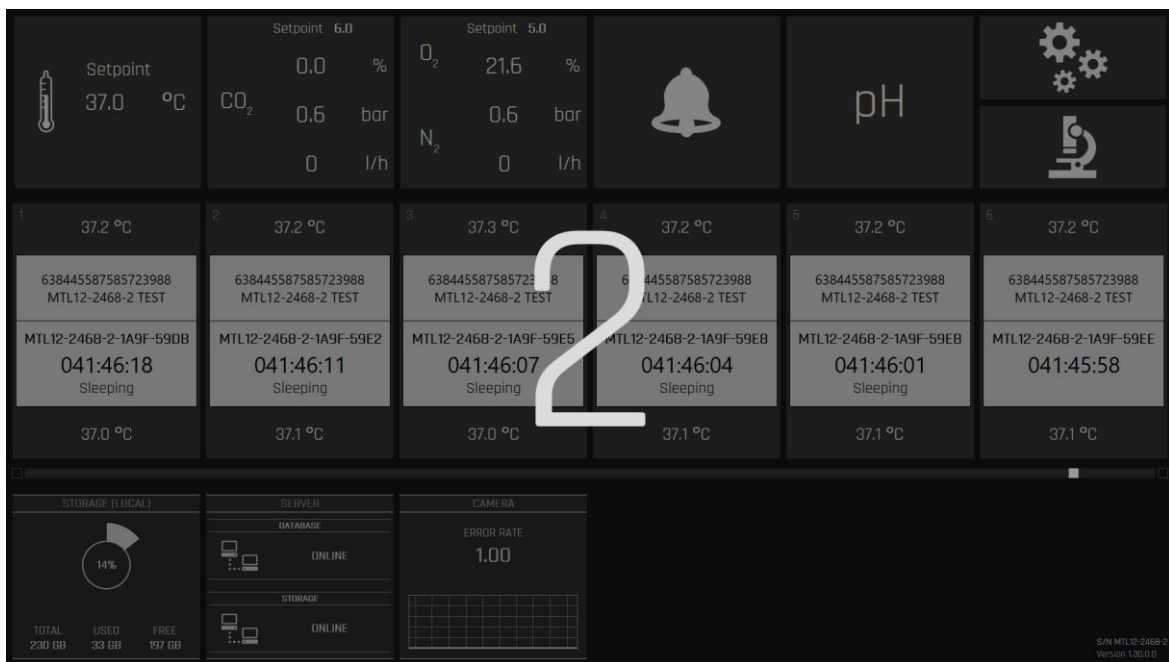 Setpoint
37.0 °C
Setpoint 6.0
CO2
0.0 %
0.6 bar
0 l/h
Setpoint 5.0
O2
21.6 %
0.6 bar
N2
0 l/h
pH
1
37.2 °C
638445587585723988
MTL12-2468-2 TEST
MTL12-2468-2-1A9F-59DB
041:46:18
Sleeping
37.0 °C
2
37.2 °C
638445587585723988
MTL12-2468-2 TEST
MTL12-2468-2-1A9F-59E2
041:46:11
Sleeping
37.1 °C
3
37.3 °C
MTL12-2468-2 TEST
MTL12-2468-2-1A9F-59E5
041:46:07
Sleeping
37.0 °C
4
37.2 °C
TEST
MTL12-2468-2-1A9F-59E8
041:46:04
Sleeping
37.1 °C
5
37.2 °C
638445587585723988
MTL12-2468-2 TEST
MTL12-2468-2-1A9F-59EB
041:46:01
Sleeping
37.1 °C
6
37.2 °C
638445587585723988
MTL12-2468-2 TEST
MTL12-2468-2-1A9F-59EE
041:45:58
37.1 °C
2
STORAGE (LOCAL)
14%
TOTAL USED FREE
230 GB 33 GB 197 GB
SERVER
DATABASE
ONLINE
STORAGE
ONLINE
CAMERA
ERROR RATE
1.00
S/N MTL12-2468-2
Version 1.30.0.0